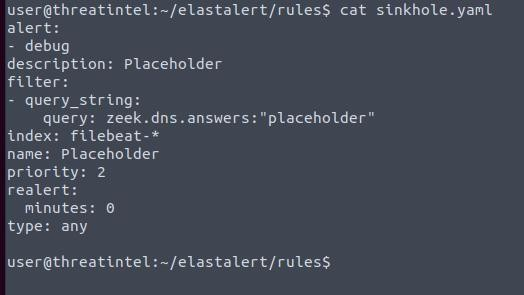 user@threatintel:~/elastalert/rules$ cat sinkhole.yaml
alert:
- debug
description: Placeholder
filter:
- query_string:
    query: zeek.dns.answers:"placeholder"
index: filebeat-*
name: Placeholder
priority: 2
realert:
  minutes: 0
type: any

user@threatintel:~/elastalert/rules$